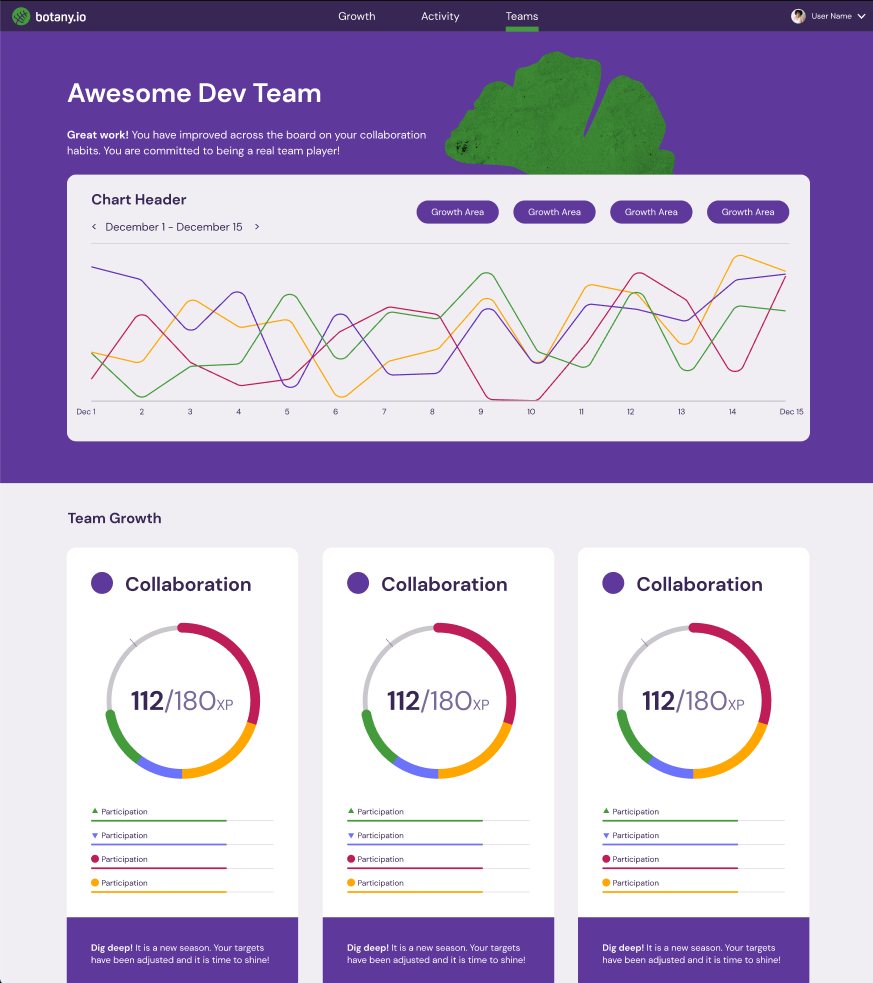 botany.io
Growth
Activity
Teams
User Name
Awesome Dev Team
Great work! You have improved across the board on your collaboration
habits. You are committed to being a real team player!
Chart Header
< December 1 - December 15 >
Growth Area
Growth Area
Growth Area
Growth Area
Dec 1 2 3 4 5 6 7 8 9 10 11 12 13 14 Dec 15
Team Growth
Collaboration
112/180XP
Participation
Participation
Participation
Participation
Dig deep! It is a new season. Your targets
have been adjusted and it is time to shine!
Collaboration
112/180XP
Participation
Participation
Participation
Participation
Dig deep! It is a new season. Your targets
have been adjusted and it is time to shine!
Collaboration
112/180XP
Participation
Participation
Participation
Participation
Dig deep! It is a new season. Your targets
have been adjusted and it is time to shine!